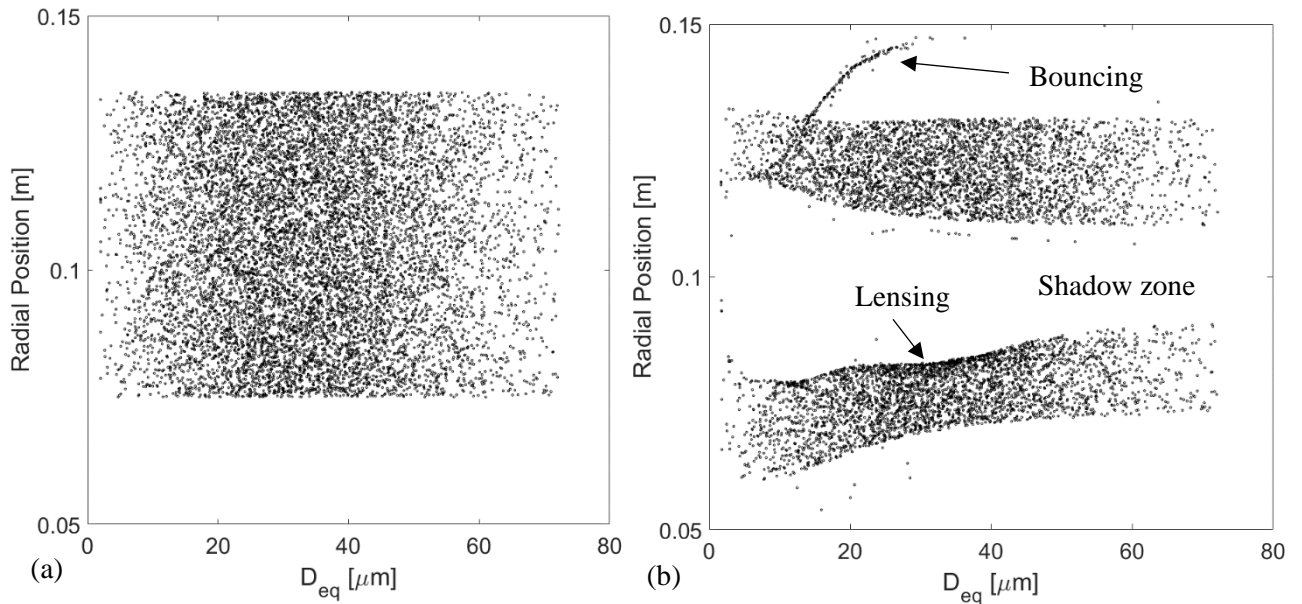 0.15
0.1
0.05
0 20 40 60 80
Radial Position [m]
D_eq [μm]
(a)
0.15
0.1
0.05
0 20 40 60 80
Radial Position [m]
D_eq [μm]
Bouncing
Lensing
Shadow zone
(b)